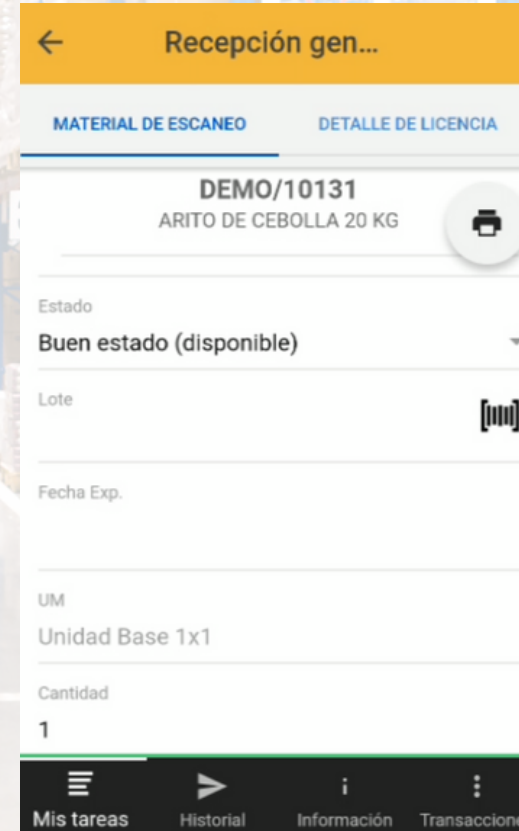 Recepción gen...
MATERIAL DE ESCANEO DETALLE DE LICENCIA
DEMO/10131
ARITO DE CEBOLLA 20 KG
Estado
Buen estado (disponible)
Lote
Fecha Exp.
UM
Unidad Base 1x1
Cantidad
1
Mis tareas Historial Información Transaccione